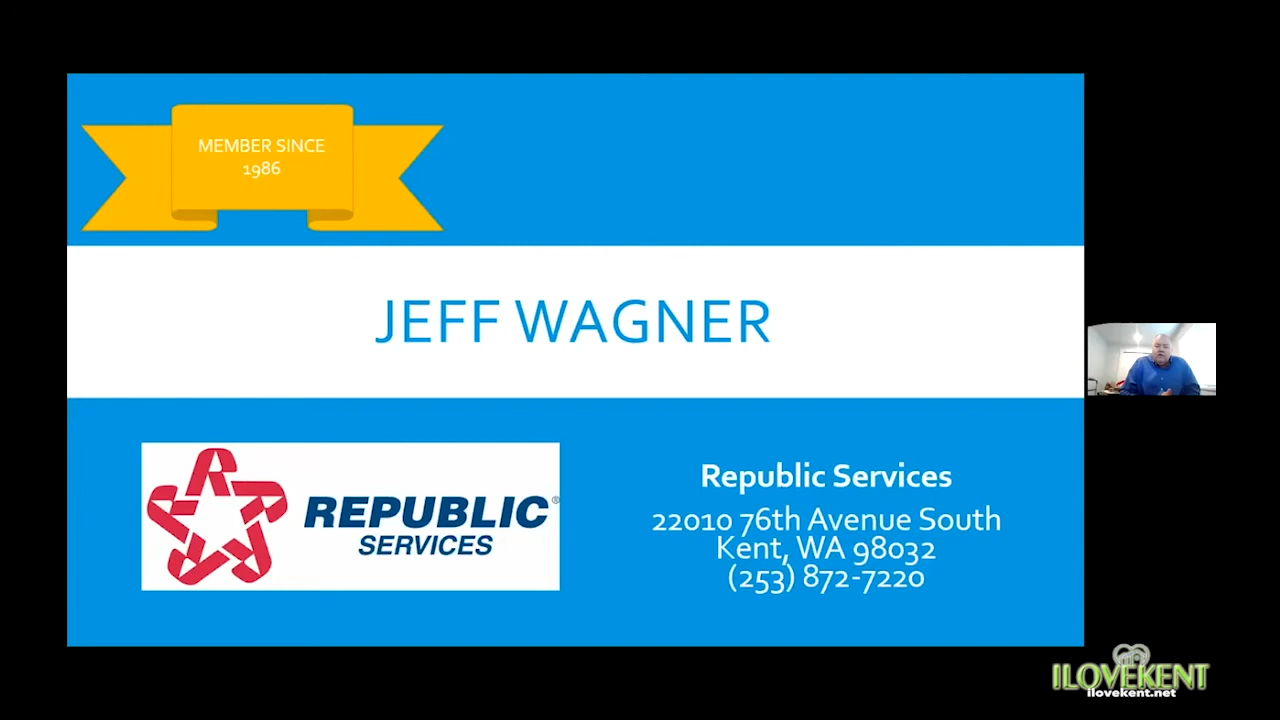 MEMBER SINCE
1986
JEFF WAGNER
REPUBLIC®
SERVICES
Republic Services
22010 76th Avenue South
Kent, WA 98032
(253) 872-7220
ILOVEKENT
ilovekent.net